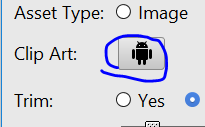 Asset Type: Image
Clip Art:
Trim: Yes